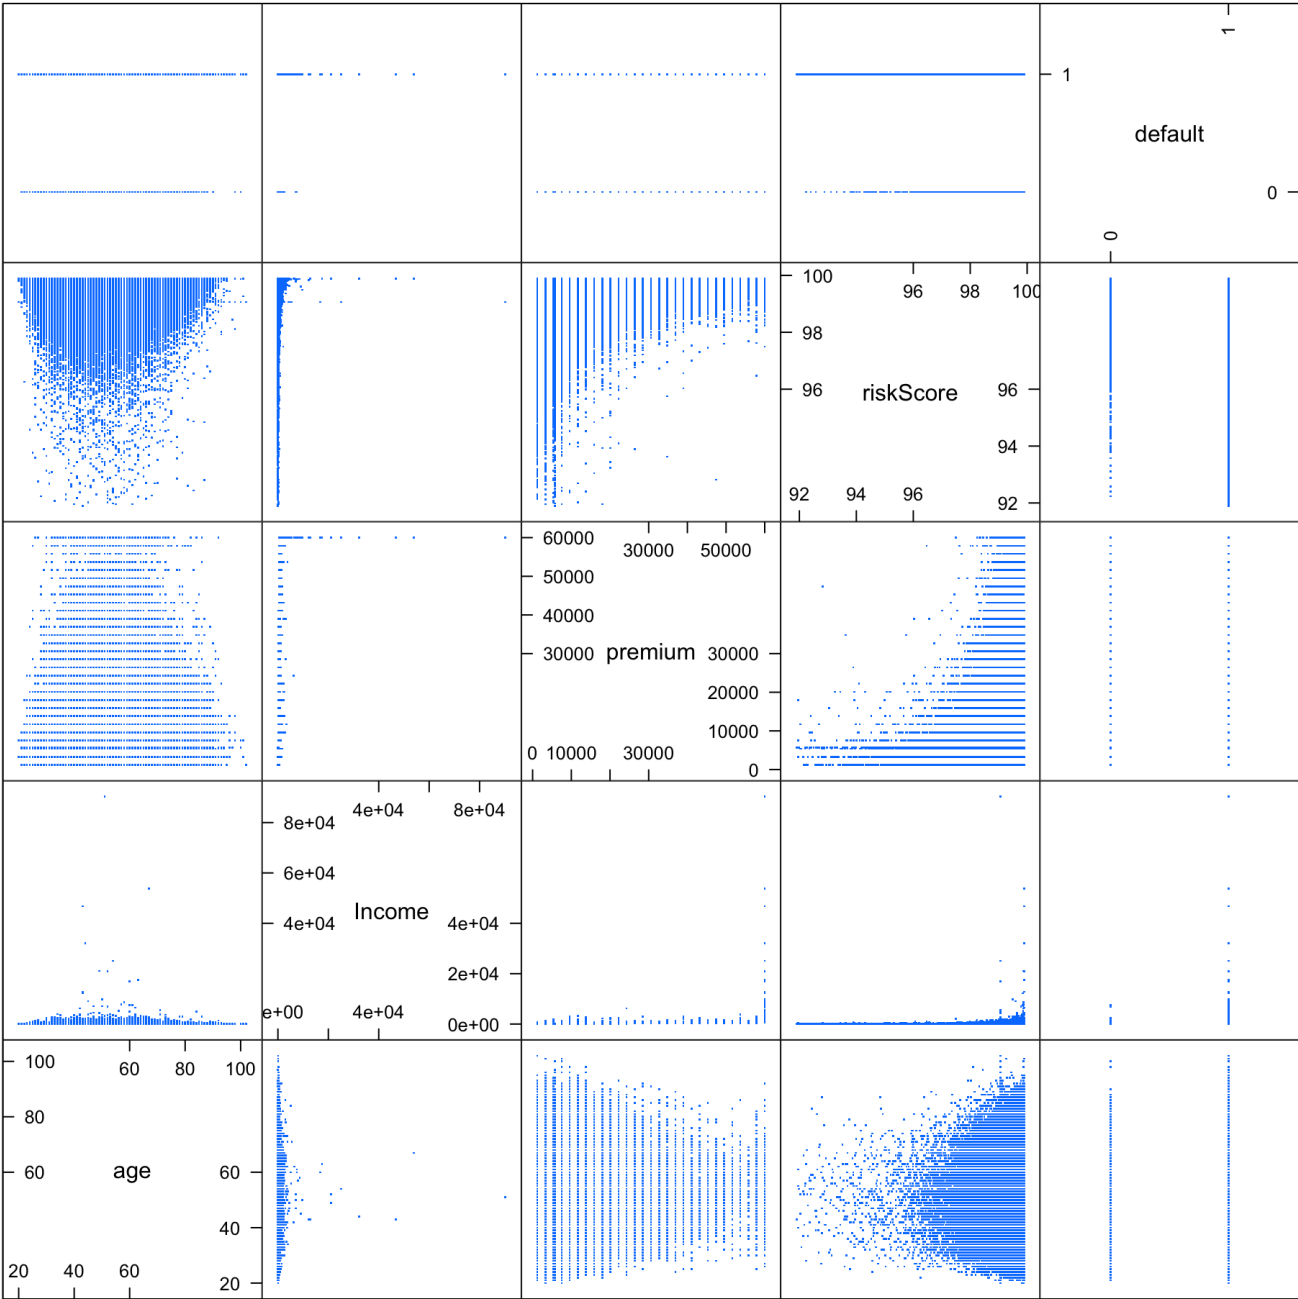 1
1
default
0
0
100
96 98 100
98
96 riskScore 96
94
92 94 96 92
60000 30000 50000
50000
40000
30000 premium 30000
20000
10000
0 10000 30000 0
4e+04 8e+04
8e+04
6e+04
Income
4e+04 4e+04
2e+04
e+00 4e+04 0e+00
100 60 80 100
80
60 age 60
40
20 40 60 20